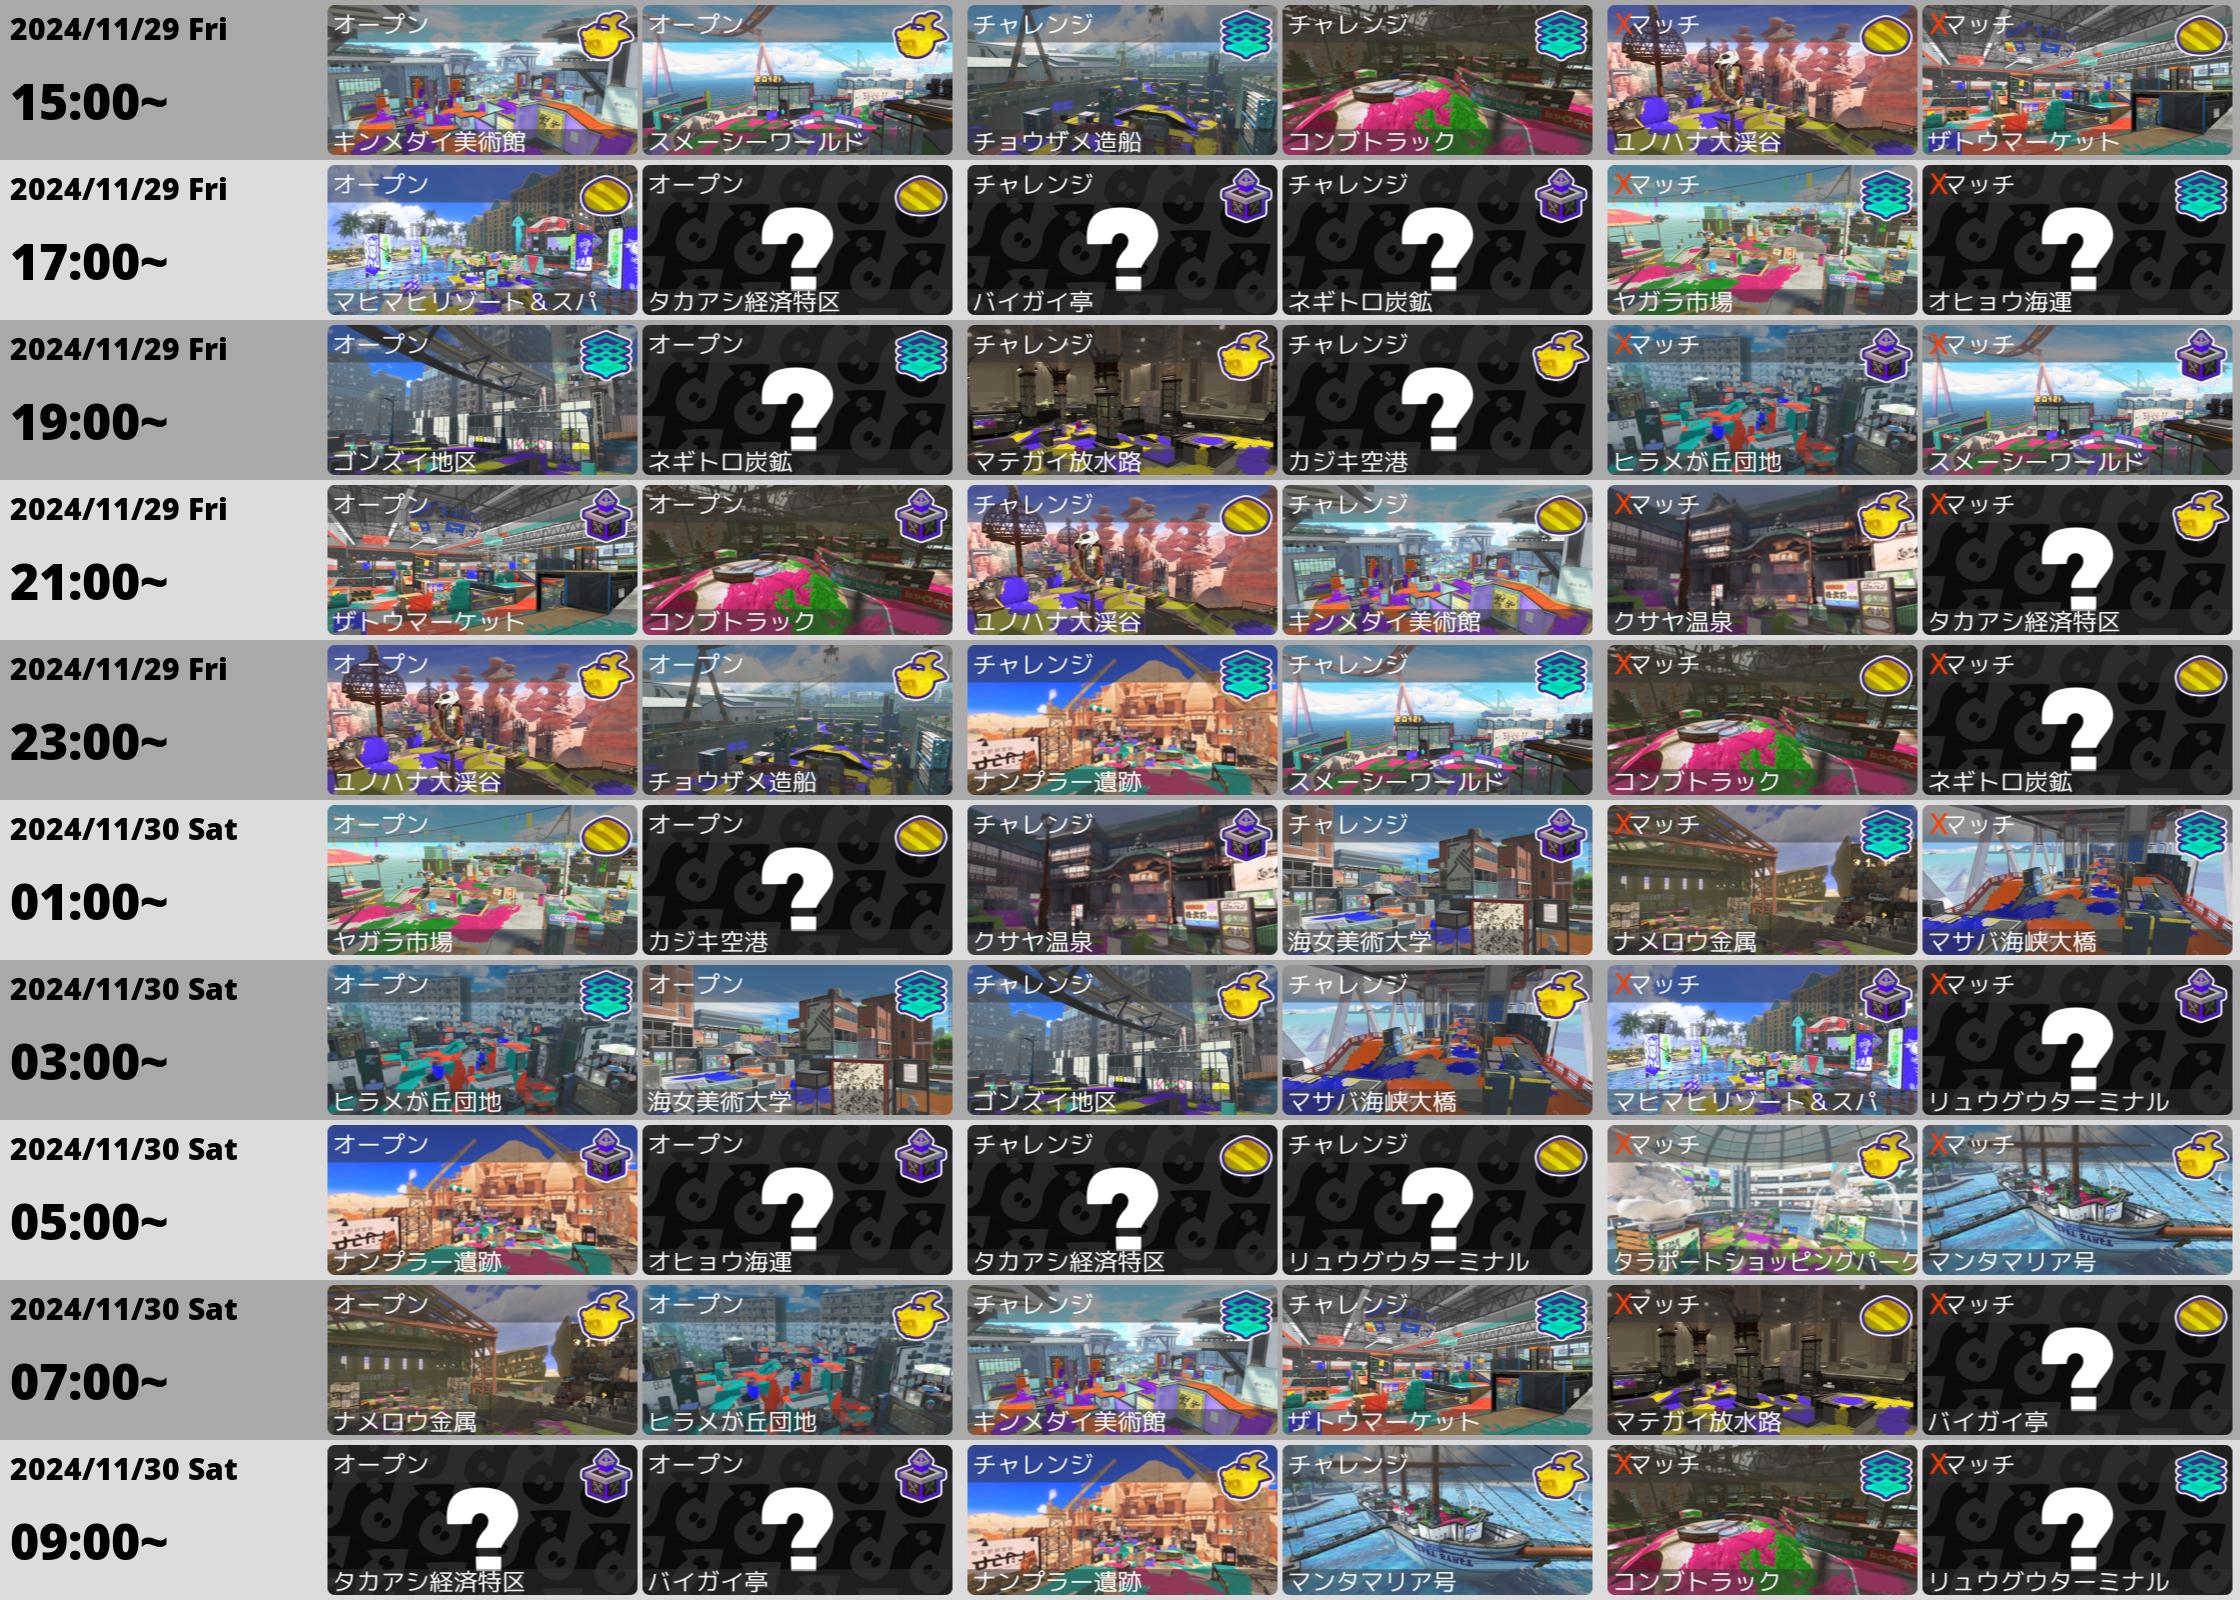 2024/11/29 Fri
15:00~
オープン
キンメダイ美術館
オープン
スメーシーワールド
チャレンジ
チョウザメ造船
チャレンジ
コンブトラック
Xマッチ
ユノハナ大渓谷
Xマッチ
ザトウマーケット
2024/11/29 Fri
17:00~
オープン
マヒマヒリゾート＆スパ
オープン
?
タカアシ経済特区
チャレンジ
?
バイガイ亭
チャレンジ
?
ネギトロ炭鉱
Xマッチ
ヤガラ市場
Xマッチ
?
オヒョウ海運
2024/11/29 Fri
19:00~
オープン
ゴンズイ地区
オープン
?
ネギトロ炭鉱
チャレンジ
マテガイ放水路
チャレンジ
?
カジキ空港
Xマッチ
ヒラメが丘団地
Xマッチ
スメーシーワールド
2024/11/29 Fri
21:00~
オープン
ザトウマーケット
オープン
コンブトラック
チャレンジ
ユノハナ大渓谷
チャレンジ
キンメダイ美術館
Xマッチ
クサヤ温泉
Xマッチ
?
タカアシ経済特区
2024/11/29 Fri
23:00~
オープン
ユノハナ大渓谷
オープン
チョウザメ造船
チャレンジ
ナンプラー遺跡
チャレンジ
スメーシーワールド
Xマッチ
コンブトラック
Xマッチ
?
ネギトロ炭鉱
2024/11/30 Sat
01:00~
オープン
ヤガラ市場
オープン
?
カジキ空港
チャレンジ
クサヤ温泉
チャレンジ
海女美術大学
Xマッチ
ナメロウ金属
Xマッチ
マサバ海峡大橋
2024/11/30 Sat
03:00~
オープン
ヒラメが丘団地
オープン
海女美術大学
チャレンジ
ゴンズイ地区
チャレンジ
マサバ海峡大橋
Xマッチ
マヒマヒリゾート＆スパ
Xマッチ
?
リュウグウターミナル
2024/11/30 Sat
05:00~
オープン
ナンプラー遺跡
オープン
?
オヒョウ海運
チャレンジ
?
タカアシ経済特区
チャレンジ
?
リュウグウターミナル
Xマッチ
タラポートショッピングパーク
Xマッチ
マンタマリア号
2024/11/30 Sat
07:00~
オープン
ナメロウ金属
オープン
ヒラメが丘団地
チャレンジ
キンメダイ美術館
チャレンジ
ザトウマーケット
Xマッチ
マテガイ放水路
Xマッチ
?
バイガイ亭
2024/11/30 Sat
09:00~
オープン
?
タカアシ経済特区
オープン
?
バイガイ亭
チャレンジ
ナンプラー遺跡
チャレンジ
マンタマリア号
Xマッチ
コンブトラック
Xマッチ
?
リュウグウターミナル